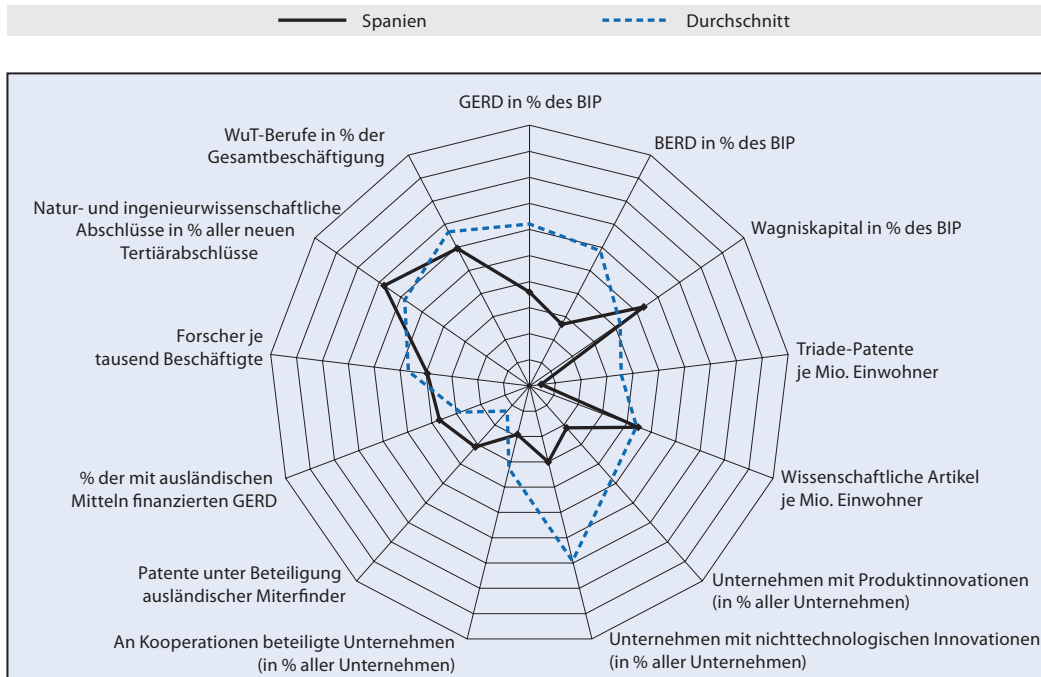 Spanien
Durchschnitt
GERD in % des BIP
BERD in % des BIP
Wagniskapital in % des BIP
Triade-Patente
je Mio. Einwohner
Wissenschaftliche Artikel
je Mio. Einwohner
Unternehmen mit Produktinnovationen
(in % aller Unternehmen)
Unternehmen mit nichttechnologischen Innovationen
(in % aller Unternehmen)
An Kooperationen beteiligte Unternehmen
(in % aller Unternehmen)
Patente unter Beteiligung
ausländischer Miterfinder
% der mit ausländischen
Mitteln finanzierten GERD
Forscher je
tausend Beschäftigte
Natur- und ingenieurwissenschaftliche
Abschlüsse in % aller neuen
Tertiärabschlüsse
WuT-Berufe in % der
Gesamtbeschäftigung